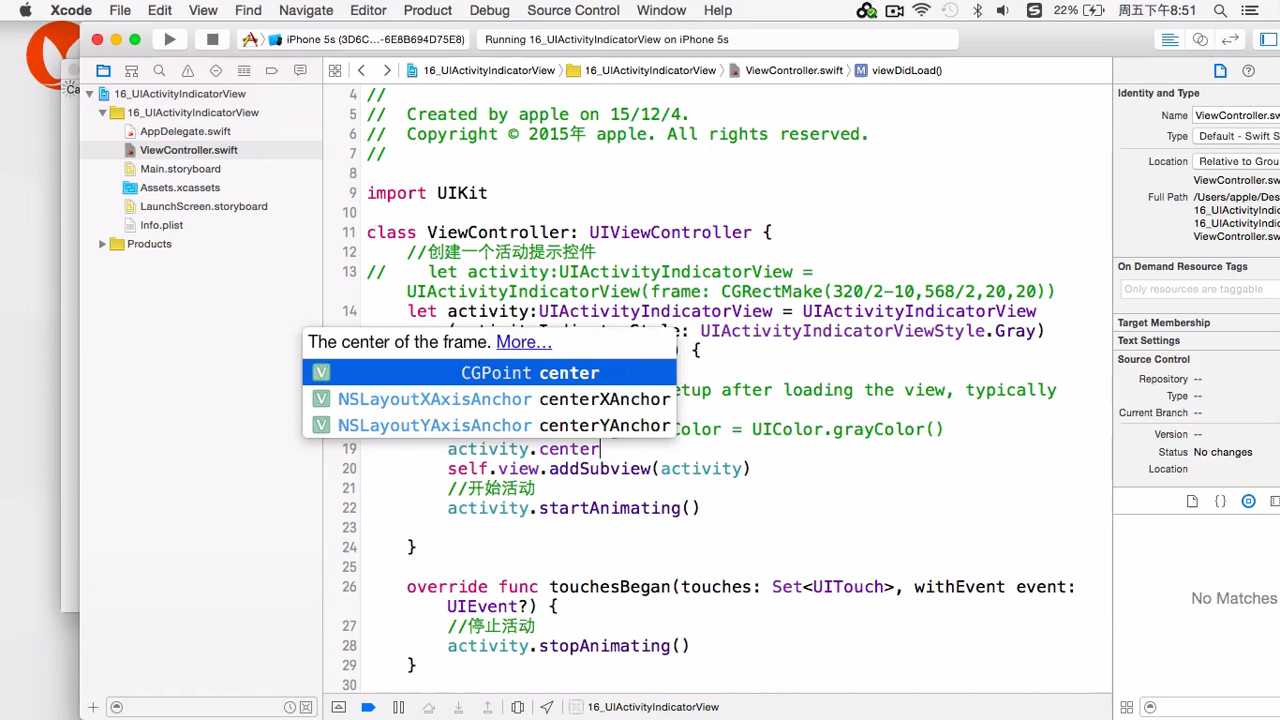 Xcode File Edit View Find Navigate Editor Product Debug Source Control Window Help 22% 周五下午8:51
iPhone 5s (3D6C...-6E8B694D75E8)
Running 16_UIActivityIndicatorView on iPhone 5s
16_UIActivityIndicatorView 16_UIActivityIndicatorView ViewController.swift viewDidLoad()
Ca
16_UIActivityIndicatorView
16_UIActivityIndicatorView
AppDelegate.swift
ViewController.swift
Main.storyboard
Assets.xcassets
LaunchScreen.storyboard
Info.plist
Products
4 //
5 // Created by apple on 15/12/4.
6 // Copyright © 2015年 apple. All rights reserved.
7 //
8
9 import UIKit
10
11 class ViewController: UIViewController {
12 //创建一个活动提示控件
13 // let activity:UIActivityIndicatorView =
UIActivityIndicatorView(frame: CGRectMake(320/2-10,568/2,20,20))
14 let activity:UIActivityIndicatorView = UIActivityIndicatorView
UIActivityIndicatorViewStyle.Gray)
{
The center of the frame. More...
V CGPoint center
V NSLayoutXAxisAnchor centerXAnchor
V NSLayoutYAxisAnchor centerYAnchor
etup after loading the view, typically
Color = UIColor.grayColor()
19 activity.center
20 self.view.addSubview(activity)
21 //开始活动
22 activity.startAnimating()
23
24 }
26 override func touchesBegan(touches: Set<UITouch>, withEvent event:
UIEvent?) {
27 //停止活动
28 activity.stopAnimating()
29 }
30
16_UIActivityIndicatorView
Identity and Type
Name ViewController.sw
Type Default - Swift S
Location Relative to Grou
ViewController.sw
Full Path /Users/apple/Des
16_UIActivityIndica
16_UIActivityIndica
ViewController.sw
On Demand Resource Tags
Only resources are taggable
Target Membership
Text Settings
Source Control
Repository --
Type --
Current Branch --
Version --
Status No changes
Location
No Matches